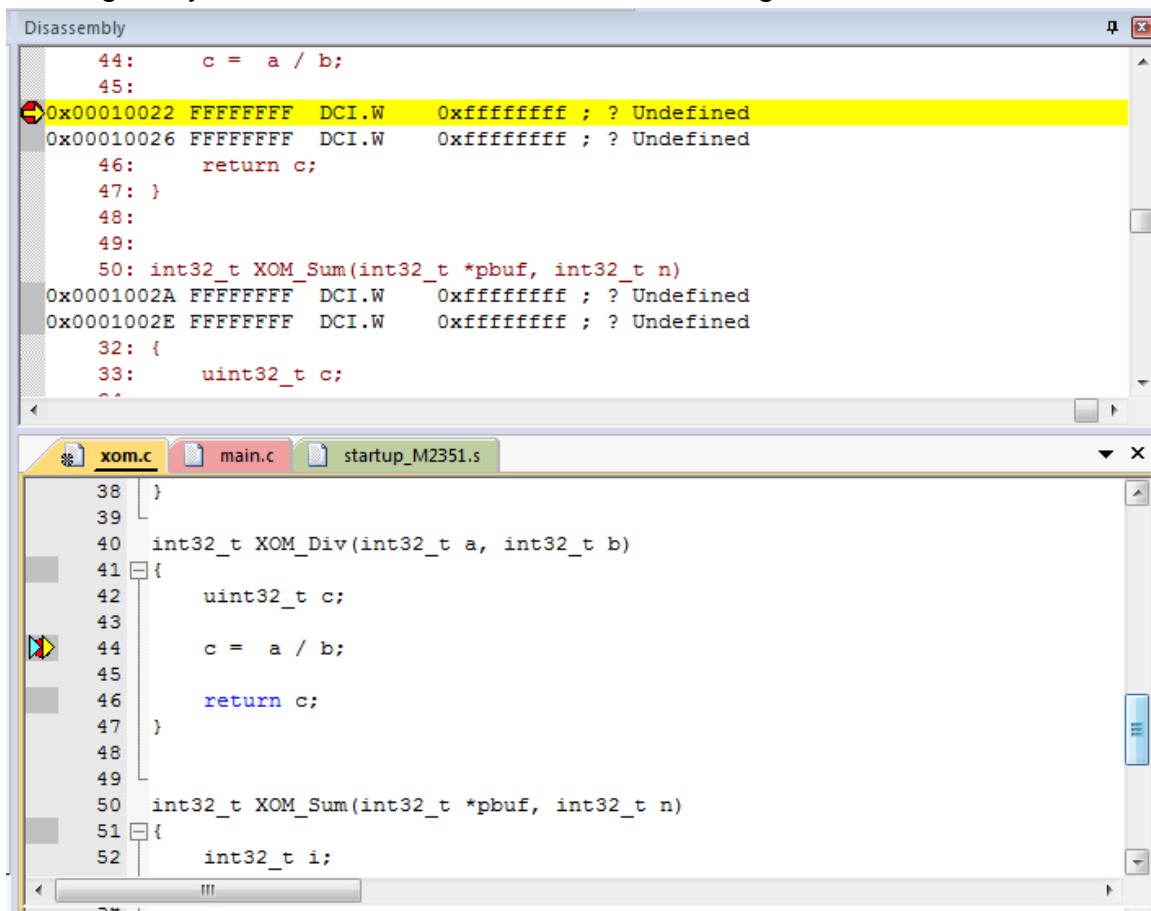 Disassembly
44: c = a / b;
45:
0x00010022 FFFFFFFF DCI.W 0xffffffff ; ? Undefined
0x00010026 FFFFFFFF DCI.W 0xffffffff ; ? Undefined
46: return c;
47: }
48:
49:
50: int32_t XOM_Sum(int32_t *pbuf, int32_t n)
0x0001002A FFFFFFFF DCI.W 0xffffffff ; ? Undefined
0x0001002E FFFFFFFF DCI.W 0xffffffff ; ? Undefined
32: {
33: uint32_t c;
xom.c main.c startup_M2351.s
38 }
39
40 int32_t XOM_Div(int32_t a, int32_t b)
41 {
42 uint32_t c;
43
44 c = a / b;
45
46 return c;
47 }
48
49
50 int32_t XOM_Sum(int32_t *pbuf, int32_t n)
51 {
52 int32_t i;